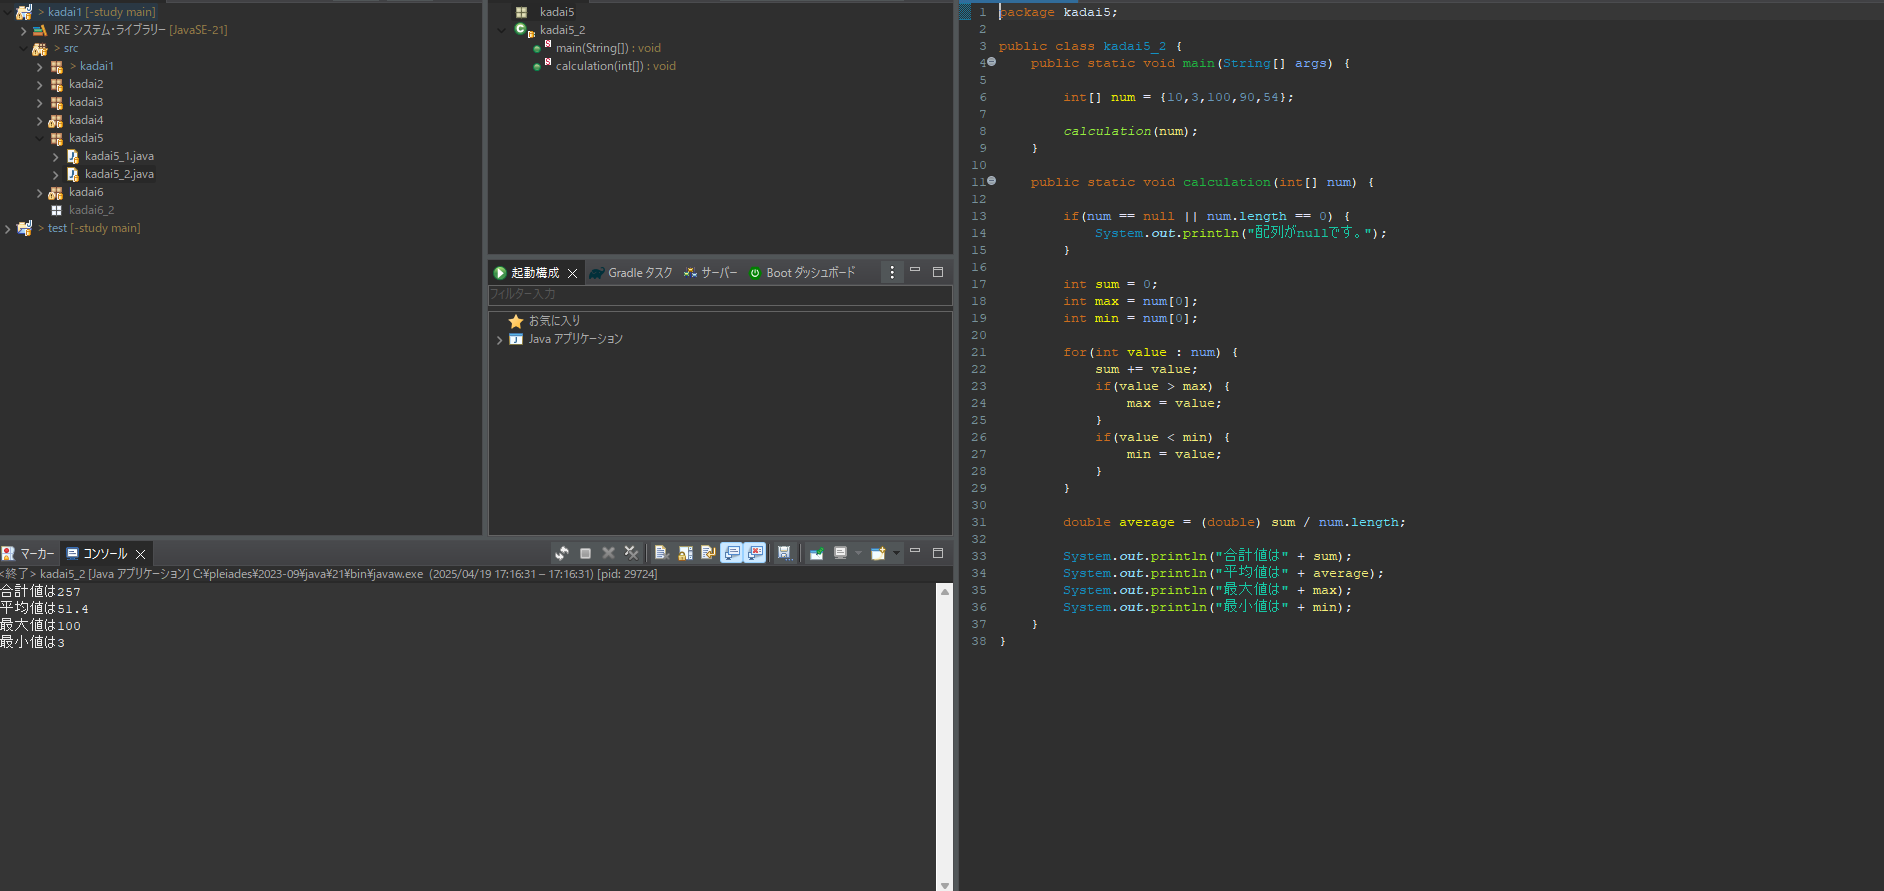 kadai1 [-study main]
JRE システム・ライブラリー [JavaSE-21]
src
kadai1
kadai2
kadai3
kadai4
kadai5
kadai5_1.java
kadai5_2.java
kadai6
kadai6_2
test [-study main]
kadai5
kadai5_2
main(String[]) : void
calculation(int[]) : void
起動構成 Gradle タスク サーバー Boot ダッシュボード
フィルター入力
お気に入り
Java アプリケーション
マーカー コンソール
<終了> kadai5_2 [Java アプリケーション] C:¥pleiades¥2023-09¥java¥21¥bin¥javaw.exe (2025/04/19 17:16:31 – 17:16:31) [pid: 29724]
合計値は257
平均値は51.4
最大値は100
最小値は3
1 package kadai5;
2
3 public class kadai5_2 {
4 public static void main(String[] args) {
5
6 int[] num = {10,3,100,90,54};
7
8 calculation(num);
9 }
10
11 public static void calculation(int[] num) {
12
13 if(num == null || num.length == 0) {
14 System.out.println("配列がnullです。");
15 }
16
17 int sum = 0;
18 int max = num[0];
19 int min = num[0];
20
21 for(int value : num) {
22 sum += value;
23 if(value > max) {
24 max = value;
25 }
26 if(value < min) {
27 min = value;
28 }
29 }
30
31 double average = (double) sum / num.length;
32
33 System.out.println("合計値は" + sum);
34 System.out.println("平均値は" + average);
35 System.out.println("最大値は" + max);
36 System.out.println("最小値は" + min);
37 }
38 }